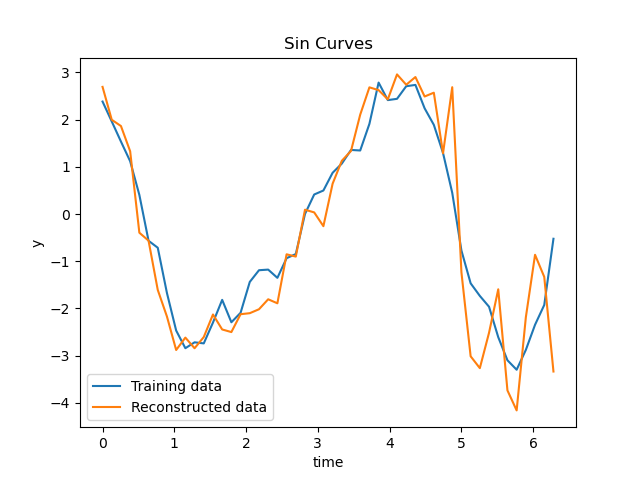 Sin Curves
3
2
1
0
−1
−2
−3
−4
y
0 1 2 3 4 5 6
time
Training data
Reconstructed data